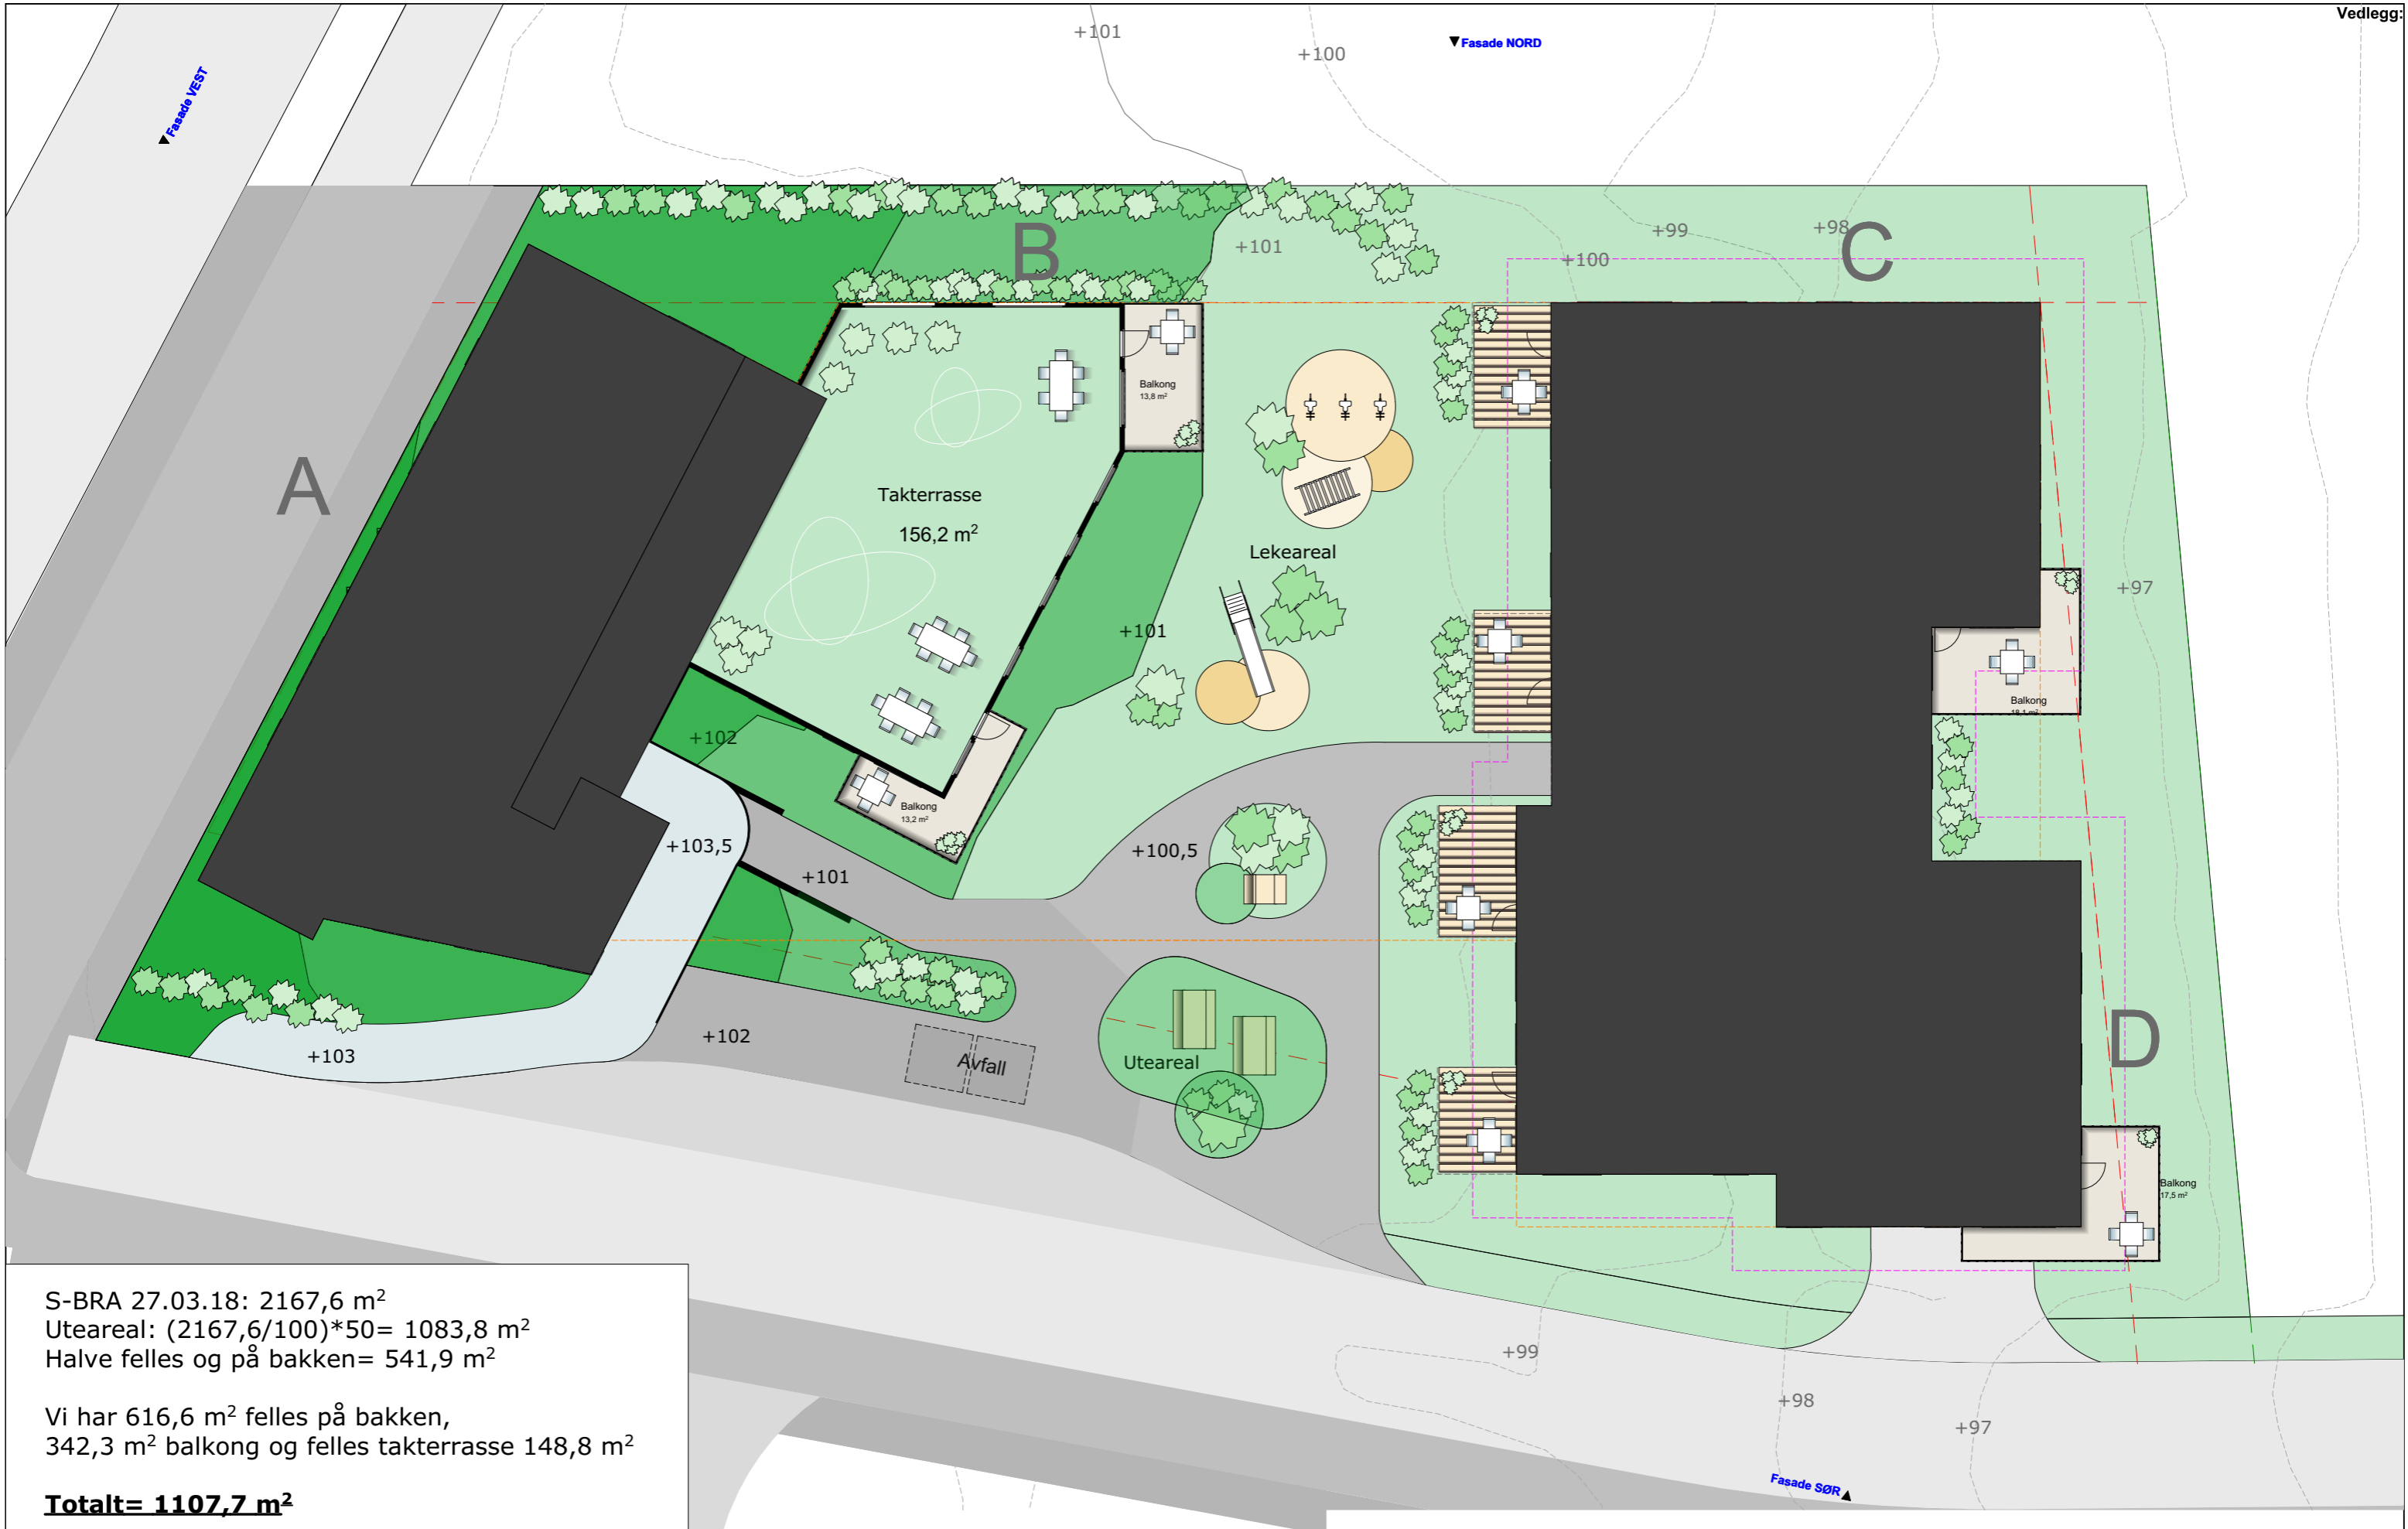 Vedlegg:
+101
+100
Fasade NORD
Fasade VEST
B
+101
+99
+98
C
+100
A
Balkong
13,8 m²
Takterrasse
156,2 m²
Lekeareal
+101
+97
+102
Balkong
18,1 m²
Balkong
13,2 m²
+103,5
+100,5
+101
+103
+102
Avfall
Uteareal
D
Balkong
17,5 m²
S-BRA 27.03.18: 2167,6 m²
Uteareal: (2167,6/100)*50= 1083,8 m²
Halve felles og på bakken= 541,9 m²
Vi har 616,6 m² felles på bakken,
342,3 m² balkong og felles takterrasse 148,8 m²
Totalt= 1107,7 m²
+99
+98
+97
Fasade SØR